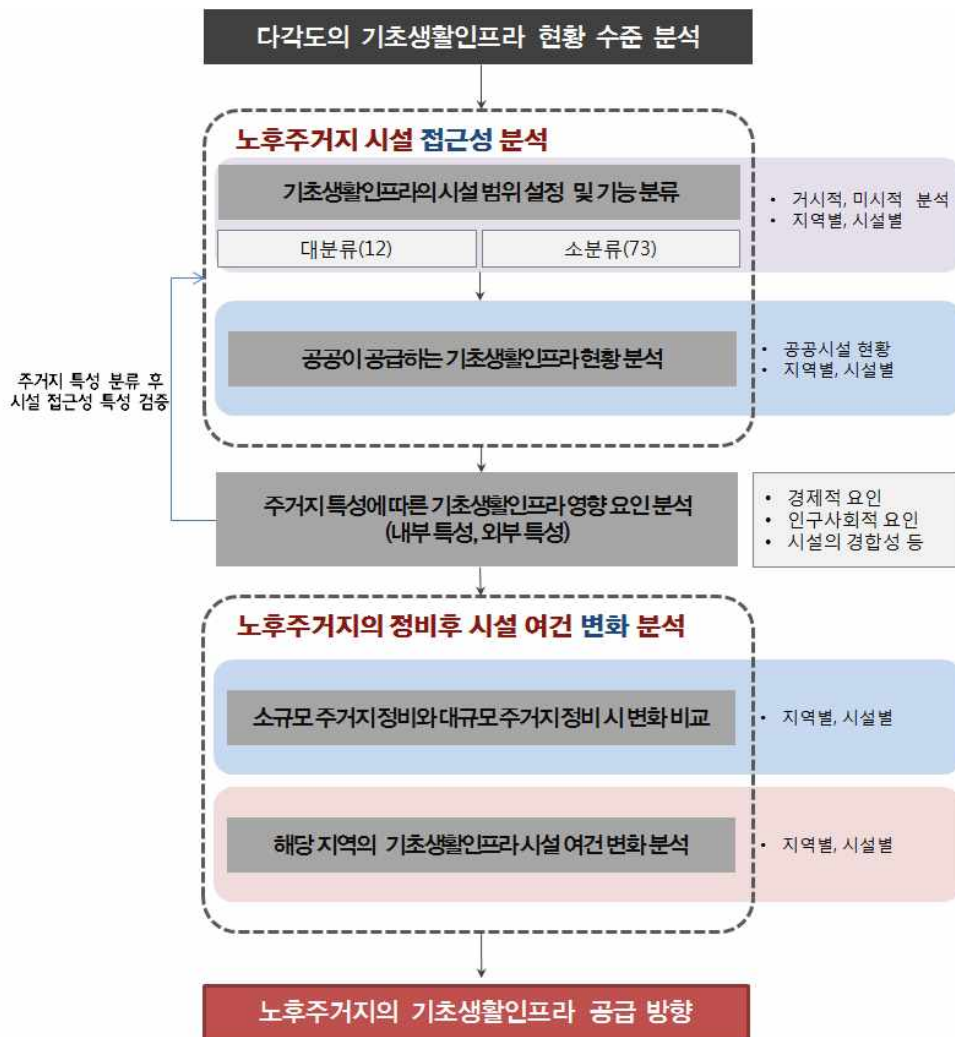 다각도의 기초생활인프라 현황 수준 분석
노후주거지 시설 접근성 분석
기초생활인프라의 시설 범위 설정 및 기능 분류
대분류(12)
소분류(73)
• 거시적, 미시적 분석
• 지역별, 시설별
공공이 공급하는 기초생활인프라 현황 분석
• 공공시설 현황
• 지역별, 시설별
주거지 특성 분류 후
시설 접근성 특성 검증
주거지 특성에 따른 기초생활인프라 영향 요인 분석
(내부 특성, 외부 특성)
• 경제적 요인
• 인구사회적 요인
• 시설의 경합성 등
노후주거지의 정비후 시설 여건 변화 분석
소규모 주거지 정비와 대규모 주거지 정비 시 변화 비교
• 지역별, 시설별
해당 지역의 기초생활인프라 시설 여건 변화 분석
• 지역별, 시설별
노후주거지의 기초생활인프라 공급 방향